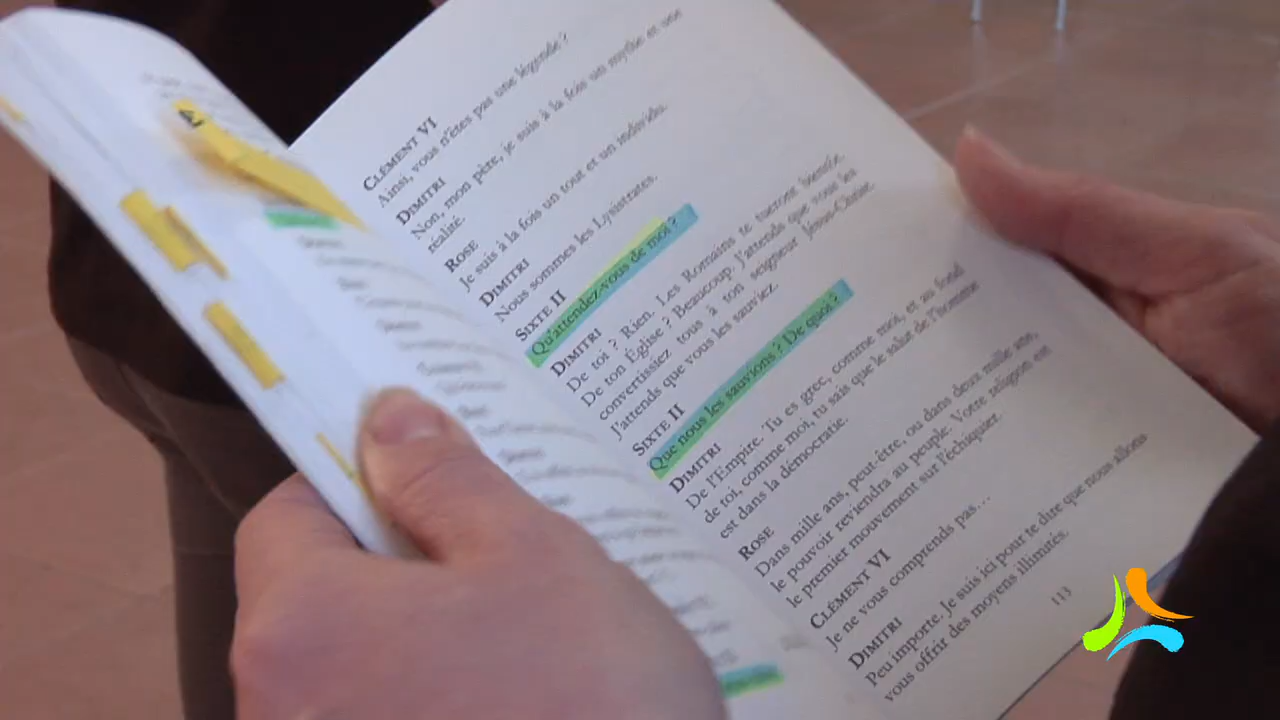 CLÉMENT VI
Ainsi, vous n'êtes pas une légende ?
DIMITRI
Non, mon père, je suis à la fois un mythe et une
réalité.
ROSE
Je suis à la fois un tout et un individu.
DIMITRI
Nous sommes les Lysistrates.
SIXTE II
Qu'attendez-vous de moi ?
DIMITRI
De toi ? Rien. Les Romains te tueront bientôt.
De ton Église ? Beaucoup. J'attends que vous les
convertissiez tous à ton seigneur Jésus-Christ.
J'attends que vous les sauviez.
SIXTE II
Que nous les sauvions ? De quoi ?
DIMITRI
De l'Empire. Tu es grec, comme moi, et au fond
de toi, comme moi, tu sais que le salut de l'homme
est dans la démocratie.
ROSE
Dans mille ans, peut-être, ou dans deux mille ans,
le pouvoir reviendra au peuple. Votre religion est
le premier mouvement sur l'échiquier.
CLÉMENT VI
Je ne vous comprends pas…
DIMITRI
Peu importe. Je suis ici pour te dire que nous allons
vous offrir des moyens illimités.
113